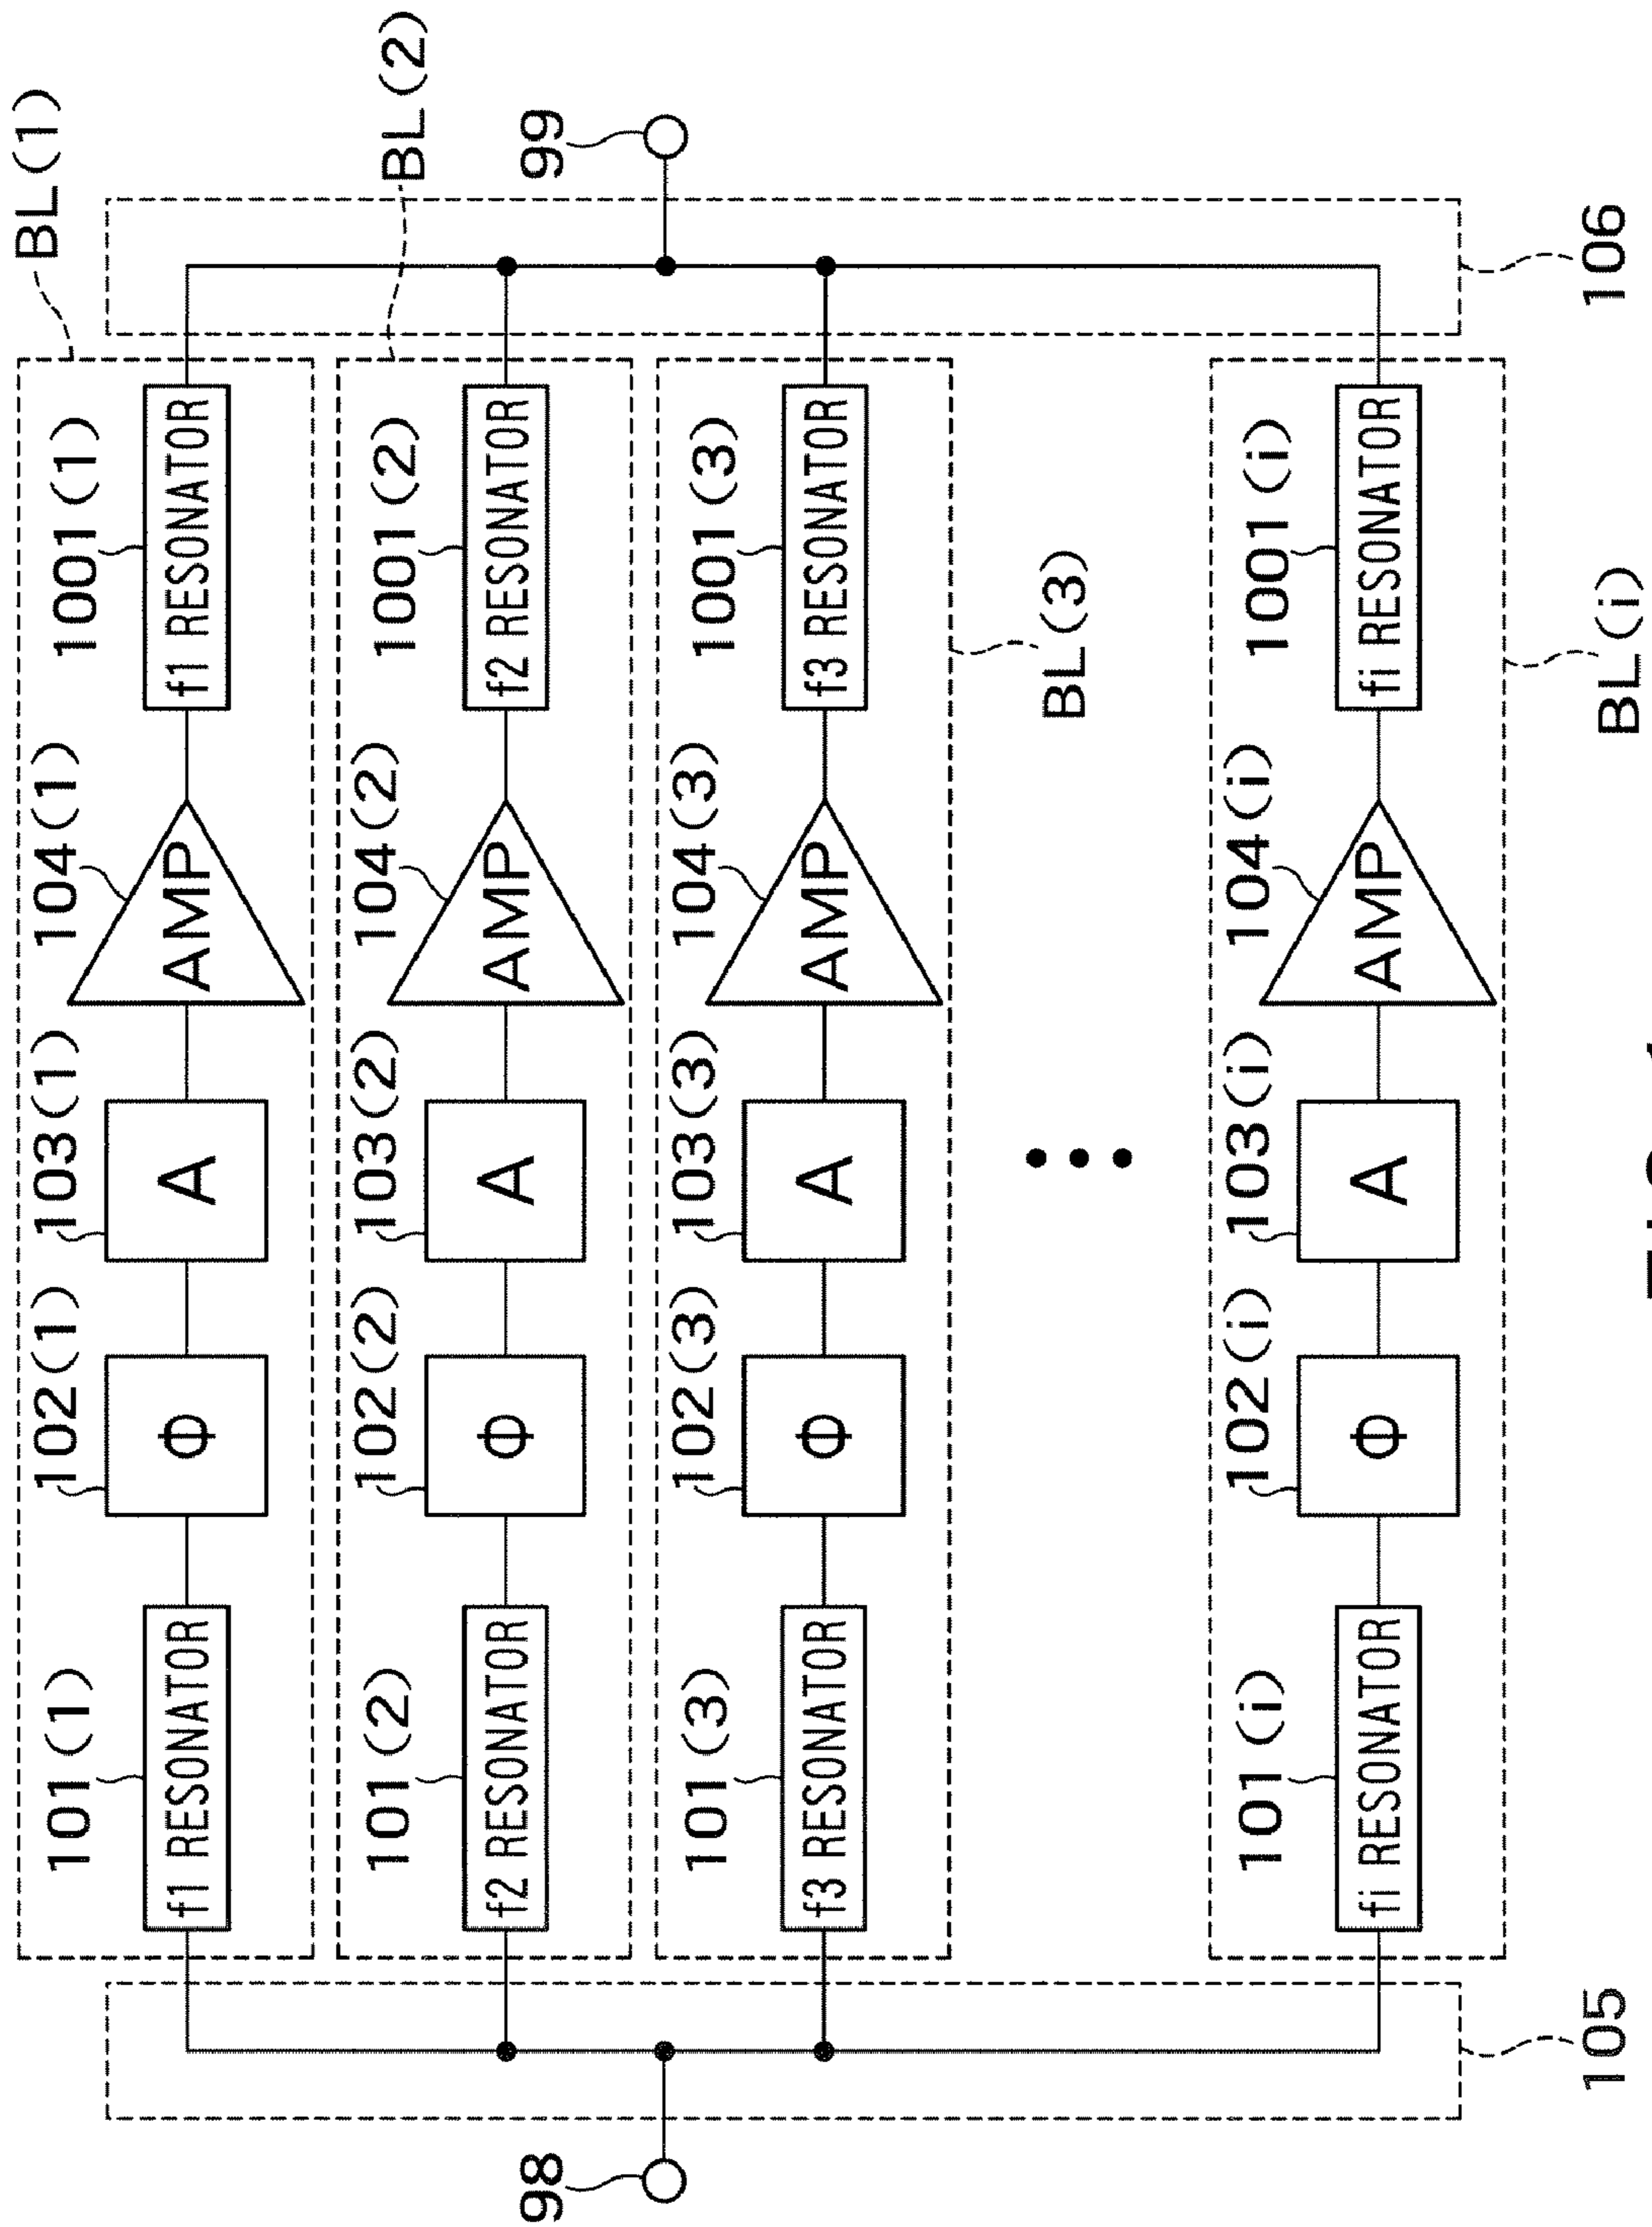 BL(1)
101(1)
102(1)
103(1)
104(1)
1001(1)
f1 RESONATOR
Φ
A
AMP
f1 RESONATOR
BL(2)
101(2)
102(2)
103(2)
104(2)
1001(2)
f2 RESONATOR
Φ
A
AMP
f2 RESONATOR
98
99
101(3)
102(3)
103(3)
104(3)
1001(3)
f3 RESONATOR
Φ
A
AMP
f3 RESONATOR
BL(3)
101(i)
102(i)
103(i)
104(i)
1001(i)
fi RESONATOR
Φ
A
AMP
fi RESONATOR
105
BL(i)
106